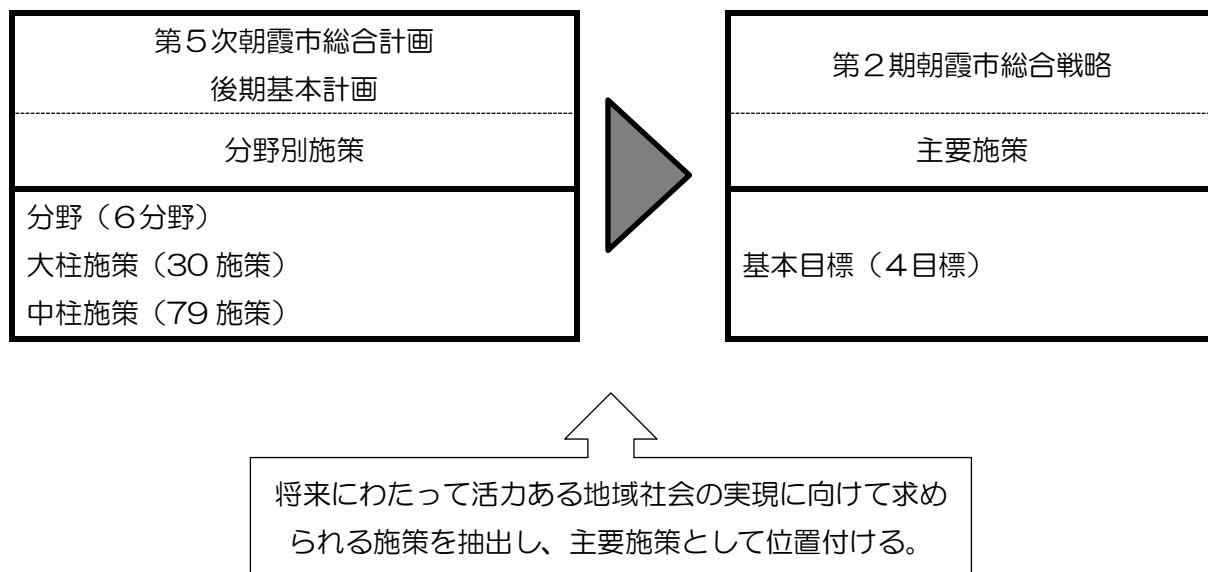 第５次朝霞市総合計画
後期基本計画
分野別施策
分野（６分野）
大柱施策（30 施策）
中柱施策（79 施策）
第２期朝霞市総合戦略
主要施策
基本目標（４目標）
将来にわたって活力ある地域社会の実現に向けて求め
られる施策を抽出し、主要施策として位置付ける。